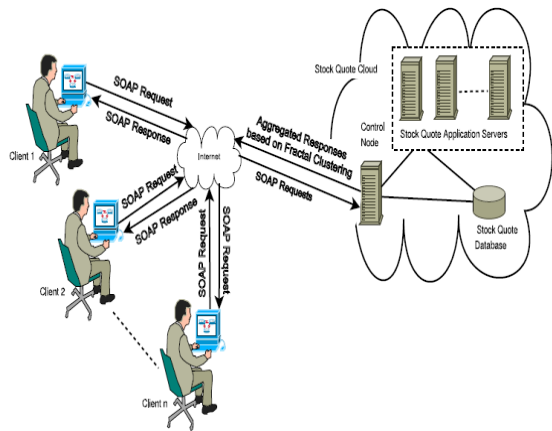 SOAP Request
SOAP Response
Client 1
Internet
SOAP Request
SOAP Response
Client 2
SOAP Request
SOAP Request
Client n
Aggregated Responses
based on Fractal Clustering
SOAP Requests
Stock Quote Cloud
Control
Node
Stock Quote Application Servers
Stock Quote
Database